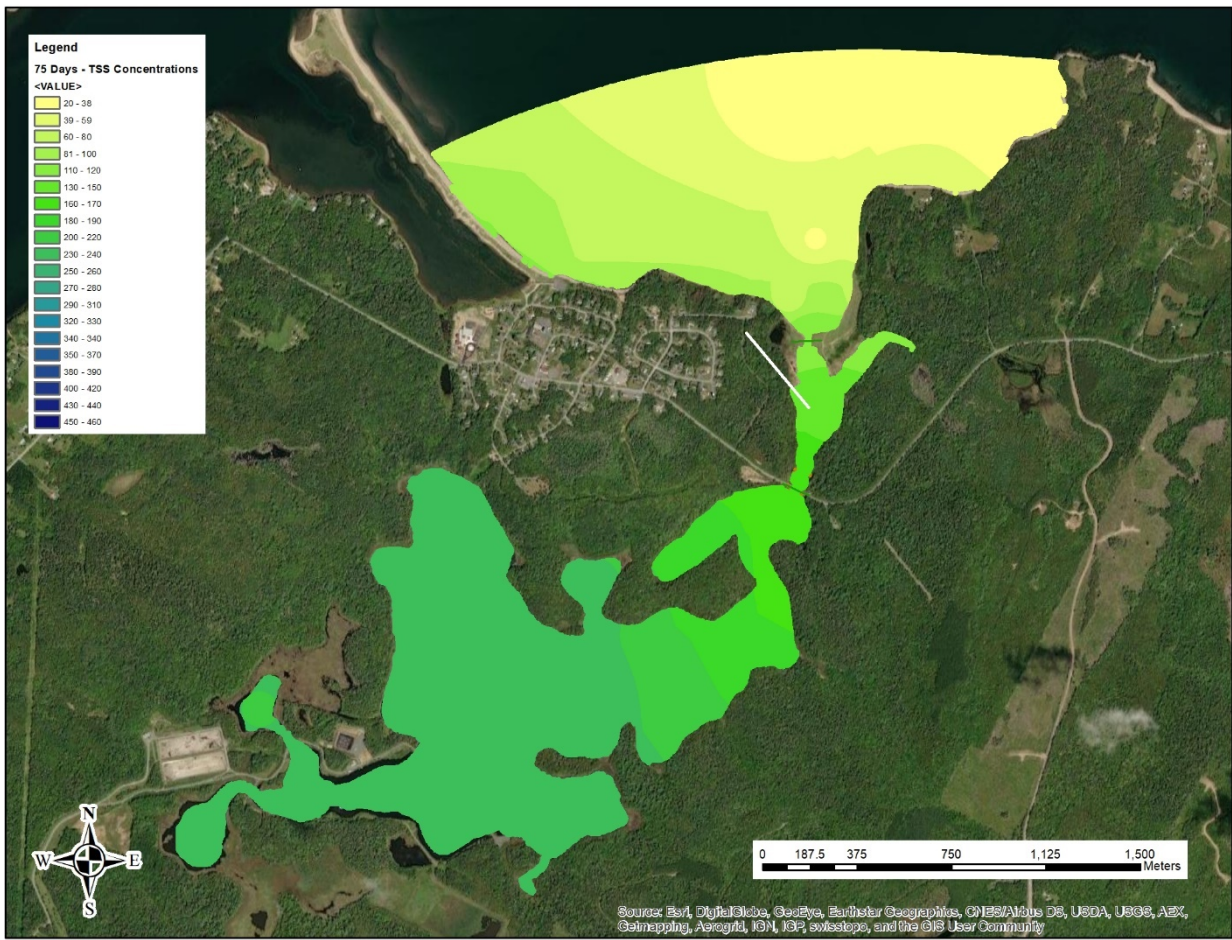 Legend
75 Days - TSS Concentrations
<VALUE>
20 - 38
39 - 59
60 - 80
81 - 100
110 - 120
130 - 150
160 - 170
180 - 190
200 - 220
230 - 240
250 - 260
270 - 280
290 - 310
320 - 330
340 - 340
350 - 370
380 - 390
400 - 420
430 - 440
450 - 460
N
W E
S
0 187.5 375 750 1,125 1,500
Meters
Source: Esri, DigitalGlobe, GeoEye, Earthstar Geographics, CNES/Airbus DS, USDA, USGS, AEX,
Getmapping, Aerogrid, IGN, IGP, swisstopo, and the GIS User Community